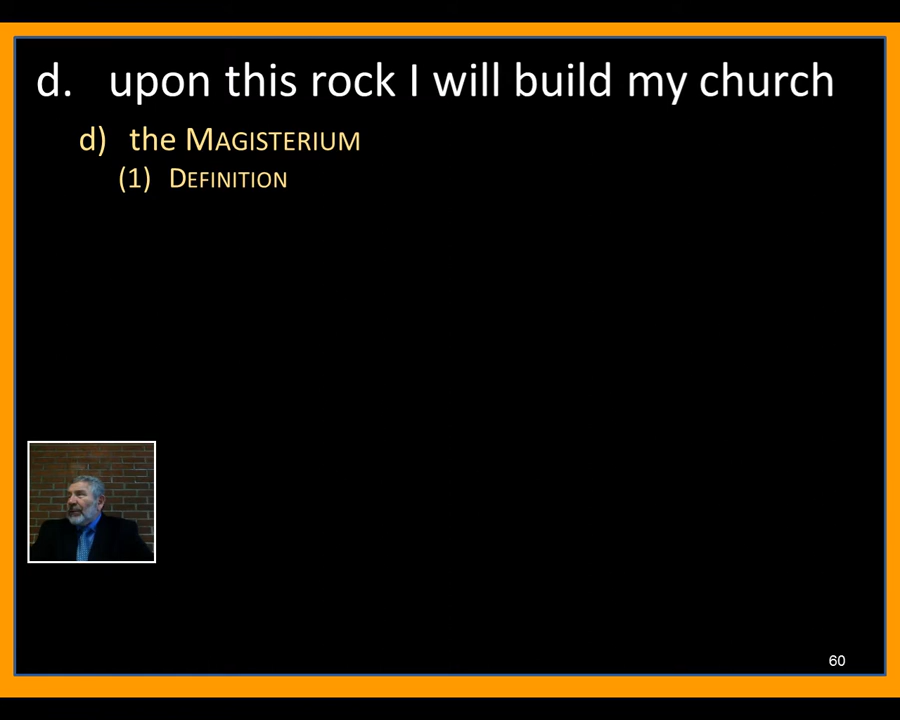 d. upon this rock I will build my church
d) the MAGISTERIUM
(1) DEFINITION
60